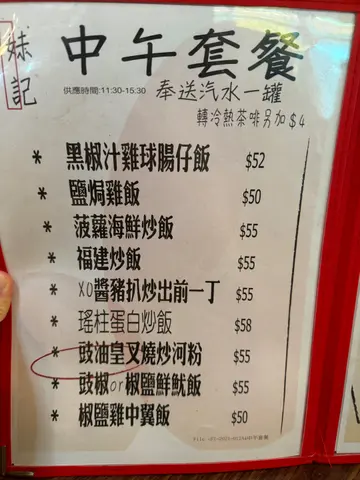 妹記
中午套餐
供應時間:11:30-15:30
奉送汽水一罐
轉冷熱茶啡另加$4
* 黑椒汁雞球腸仔飯 $52
* 鹽焗雞飯 $50
* 菠蘿海鮮炒飯 $55
* 福建炒飯 $55
* XO醬豬扒炒出前一丁 $55
* 瑤柱蛋白炒飯 $58
* 豉油皇叉燒炒河粉 $55
* 豉椒or椒鹽鮮魷飯 $55
* 椒鹽雞中翼飯 $50